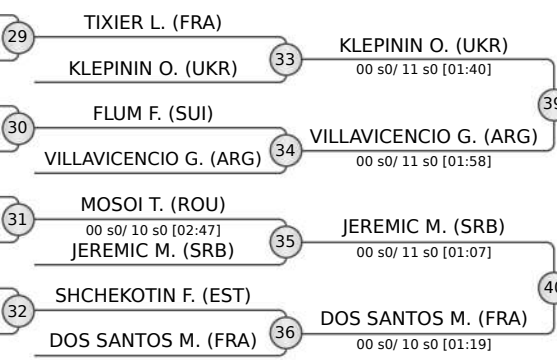 29
TIXIER L. (FRA)
KLEPININ O. (UKR)
33
KLEPININ O. (UKR)
00 s0/ 11 s0 [01:40]
30
FLUM F. (SUI)
VILLAVICENCIO G. (ARG)
34
VILLAVICENCIO G. (ARG)
00 s0/ 11 s0 [01:58]
39
31
MOSOI T. (ROU)
00 s0/ 10 s0 [02:47]
JEREMIC M. (SRB)
35
JEREMIC M. (SRB)
00 s0/ 11 s0 [01:07]
32
SHCHEKOTIN F. (EST)
DOS SANTOS M. (FRA)
36
DOS SANTOS M. (FRA)
00 s0/ 10 s0 [01:19]
40